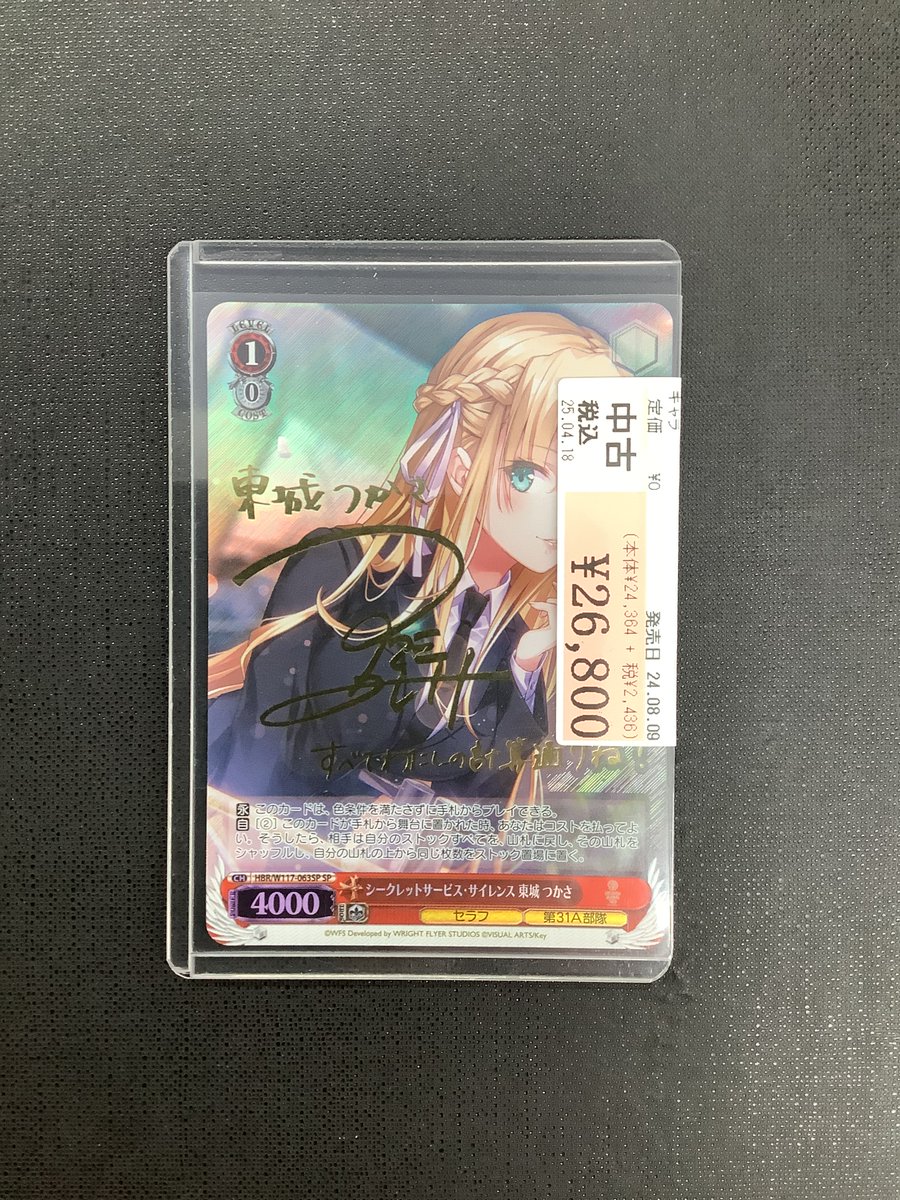 LEVEL
1
0
COST
東城つかさ
すべてわたしの計算通りね！
キャラ
定価 ¥0
中古
税込
25.04.18
発売日 24.08.09
(本体¥24,364 + 税¥2,436)
¥26,800
永 このカードは、色条件を満たさずに手札からプレイできる。
自 [②] このカードが手札から舞台に置かれた時、あなたはコストを払ってよ
い。そうしたら、相手は自分のストックすべてを、山札に戻し、その山札を
シャッフルし、自分の山札の上から同じ枚数をストック置場に置く。
CH HBR/W117-063SP SP
シークレットサービス・サイレンス 東城 つかさ
4000
セラフ 第31A部隊
©WFS Developed by WRIGHT FLYER STUDIOS ©VISUAL ARTS/Key